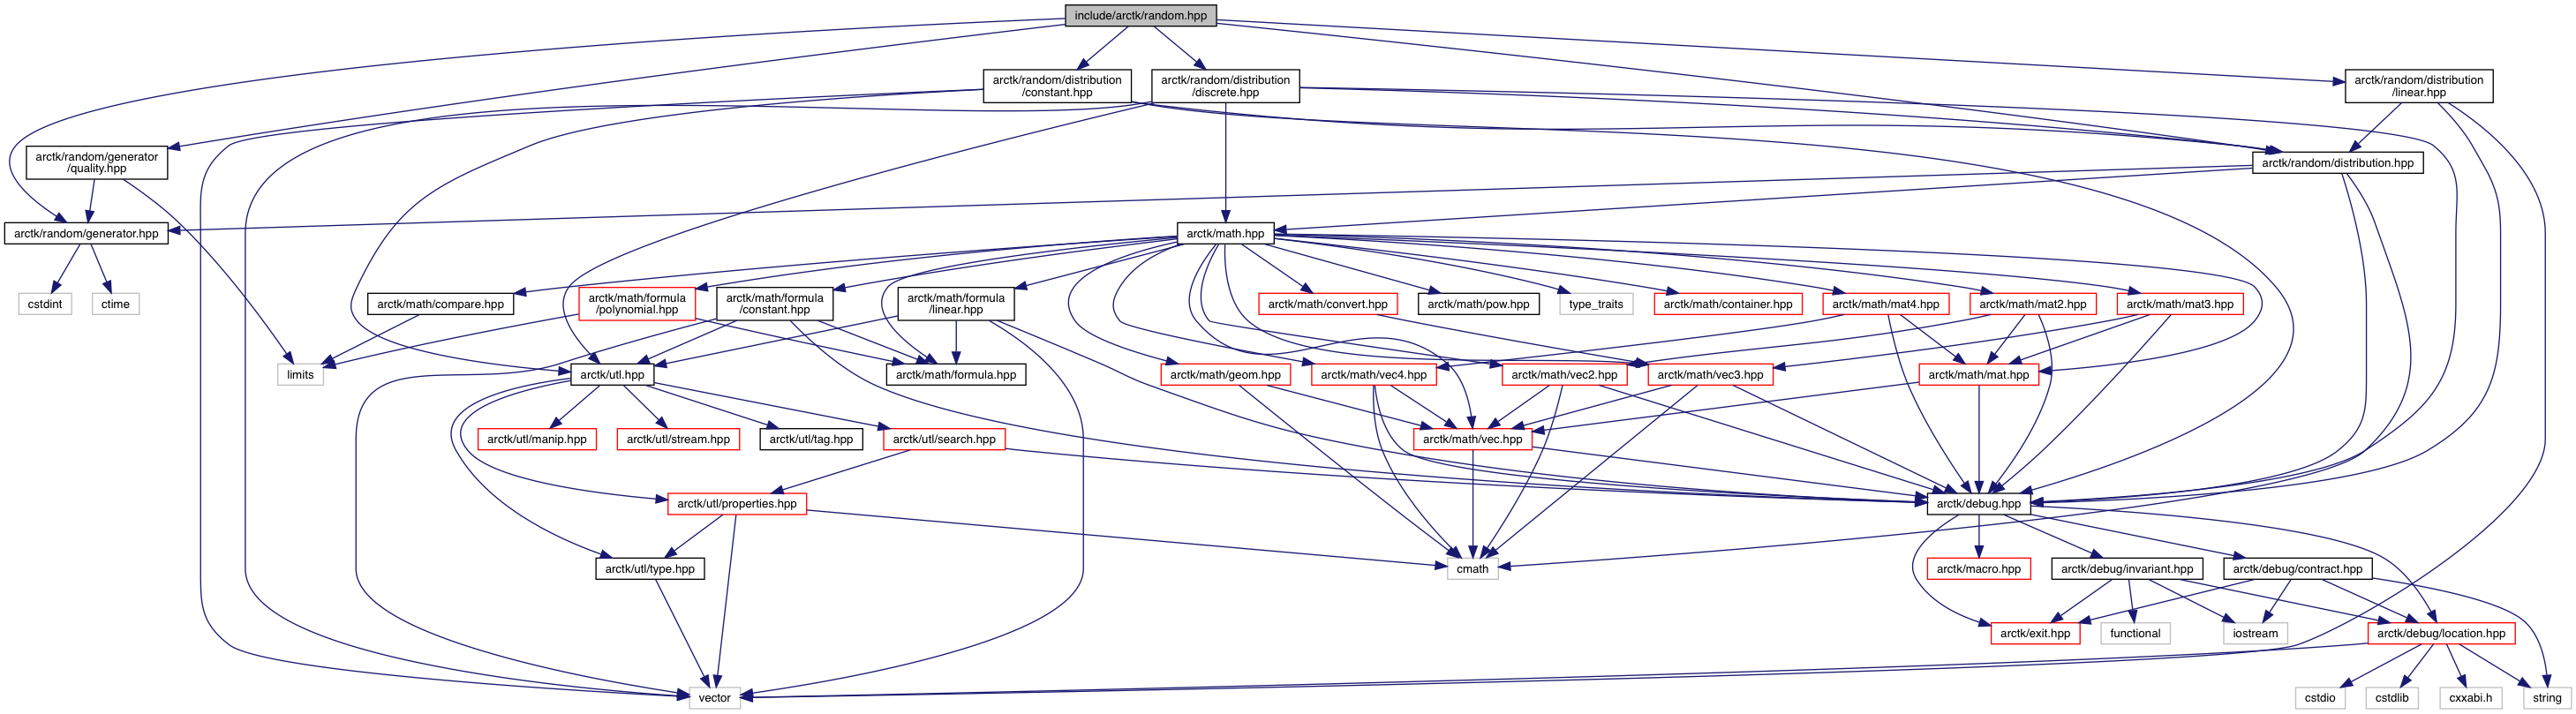 include/arctk/random.hpp
arctk/random/distribution
/constant.hpp
arctk/random/distribution
/discrete.hpp
arctk/random/distribution
/linear.hpp
arctk/random/generator
/quality.hpp
arctk/random/distribution.hpp
arctk/random/generator.hpp
arctk/math.hpp
cstdint
ctime
arctk/math/compare.hpp
arctk/math/formula
/polynomial.hpp
arctk/math/formula
/constant.hpp
arctk/math/formula
/linear.hpp
arctk/math/convert.hpp
arctk/math/pow.hpp
type_traits
arctk/math/container.hpp
arctk/math/mat4.hpp
arctk/math/mat2.hpp
arctk/math/mat3.hpp
limits
arctk/utl.hpp
arctk/math/formula.hpp
arctk/math/geom.hpp
arctk/math/vec4.hpp
arctk/math/vec2.hpp
arctk/math/vec3.hpp
arctk/math/mat.hpp
arctk/utl/manip.hpp
arctk/utl/stream.hpp
arctk/utl/tag.hpp
arctk/utl/search.hpp
arctk/math/vec.hpp
arctk/utl/properties.hpp
arctk/debug.hpp
arctk/utl/type.hpp
cmath
arctk/macro.hpp
arctk/debug/invariant.hpp
arctk/debug/contract.hpp
arctk/exit.hpp
functional
iostream
arctk/debug/location.hpp
vector
cstdio
cstdlib
cxxabi.h
string